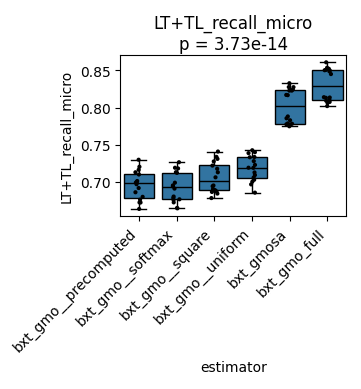 LT+TL_recall_micro
p = 3.73e-14
LT+TL_recall_micro
0.85
0.80
0.75
0.70
bxt_gmo__precomputed
bxt_gmo__softmax
bxt_gmo__square
bxt_gmo__uniform
bxt_gmosa
bxt_gmo_full
estimator